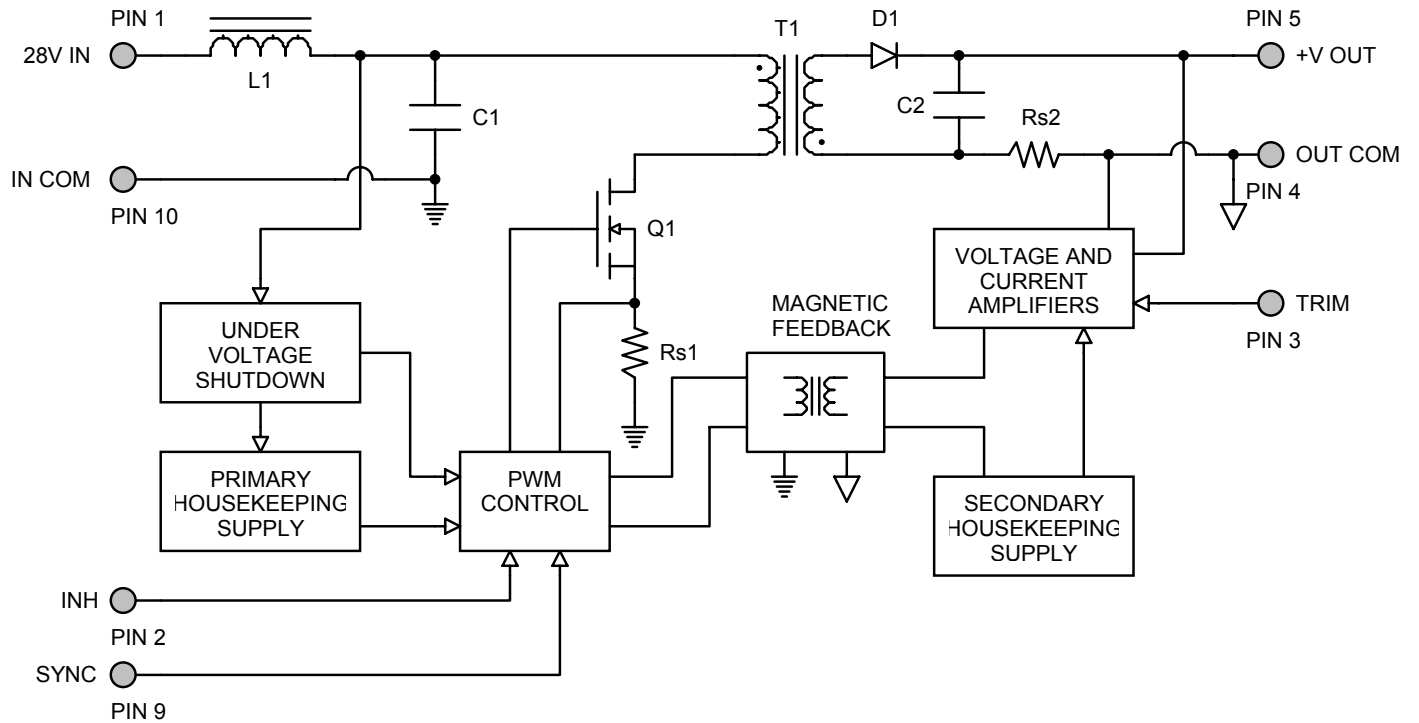 PIN 1
28V IN
L1
C1
IN COM
PIN 10
T1
D1
PIN 5
+V OUT
C2
Rs2
OUT COM
PIN 4
Q1
VOLTAGE AND
CURRENT
AMPLIFIERS
TRIM
PIN 3
UNDER
VOLTAGE
SHUTDOWN
Rs1
MAGNETIC
FEEDBACK
PRIMARY
HOUSEKEEPING
SUPPLY
PWM
CONTROL
SECONDARY
HOUSEKEEPING
SUPPLY
INH
PIN 2
SYNC
PIN 9